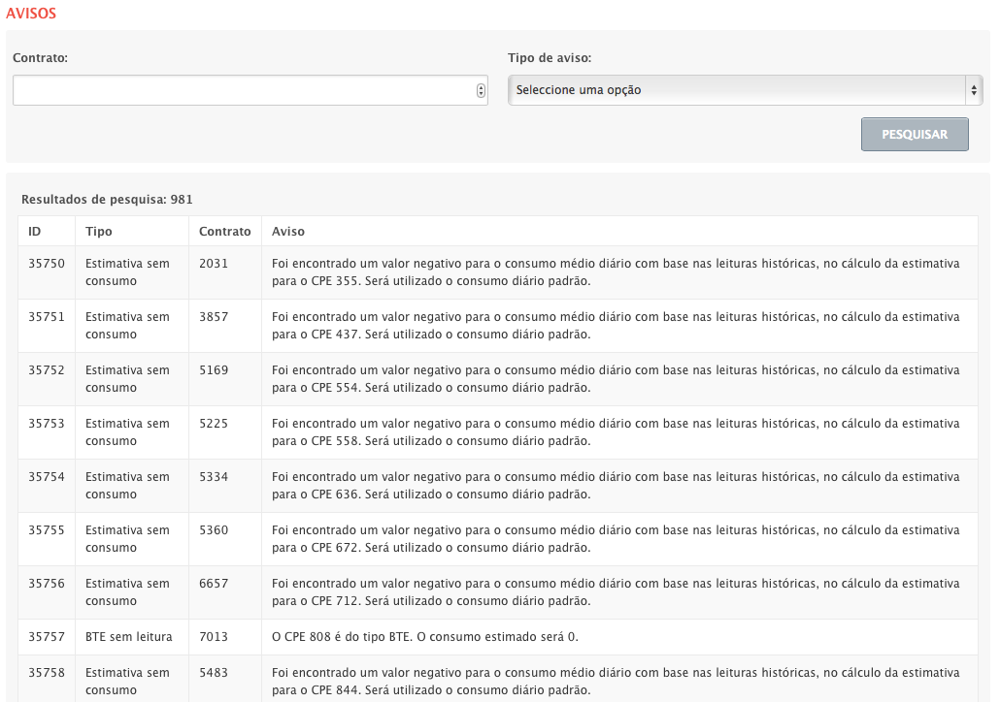 AVISOS
Contrato:
Tipo de aviso:
Seleccione uma opção
PESQUISAR
Resultados de pesquisa: 981
ID Tipo Contrato Aviso
35750 Estimativa sem consumo 2031 Foi encontrado um valor negativo para o consumo médio diário com base nas leituras históricas, no cálculo da estimativa
para o CPE 355. Será utilizado o consumo diário padrão.
35751 Estimativa sem consumo 3857 Foi encontrado um valor negativo para o consumo médio diário com base nas leituras históricas, no cálculo da estimativa
para o CPE 437. Será utilizado o consumo diário padrão.
35752 Estimativa sem consumo 5169 Foi encontrado um valor negativo para o consumo médio diário com base nas leituras históricas, no cálculo da estimativa
para o CPE 554. Será utilizado o consumo diário padrão.
35753 Estimativa sem consumo 5225 Foi encontrado um valor negativo para o consumo médio diário com base nas leituras históricas, no cálculo da estimativa
para o CPE 558. Será utilizado o consumo diário padrão.
35754 Estimativa sem consumo 5334 Foi encontrado um valor negativo para o consumo médio diário com base nas leituras históricas, no cálculo da estimativa
para o CPE 636. Será utilizado o consumo diário padrão.
35755 Estimativa sem consumo 5360 Foi encontrado um valor negativo para o consumo médio diário com base nas leituras históricas, no cálculo da estimativa
para o CPE 672. Será utilizado o consumo diário padrão.
35756 Estimativa sem consumo 6657 Foi encontrado um valor negativo para o consumo médio diário com base nas leituras históricas, no cálculo da estimativa
para o CPE 712. Será utilizado o consumo diário padrão.
35757 BTE sem leitura 7013 O CPE 808 é do tipo BTE. O consumo estimado será 0.
35758 Estimativa sem consumo 5483 Foi encontrado um valor negativo para o consumo médio diário com base nas leituras históricas, no cálculo da estimativa
para o CPE 844. Será utilizado o consumo diário padrão.